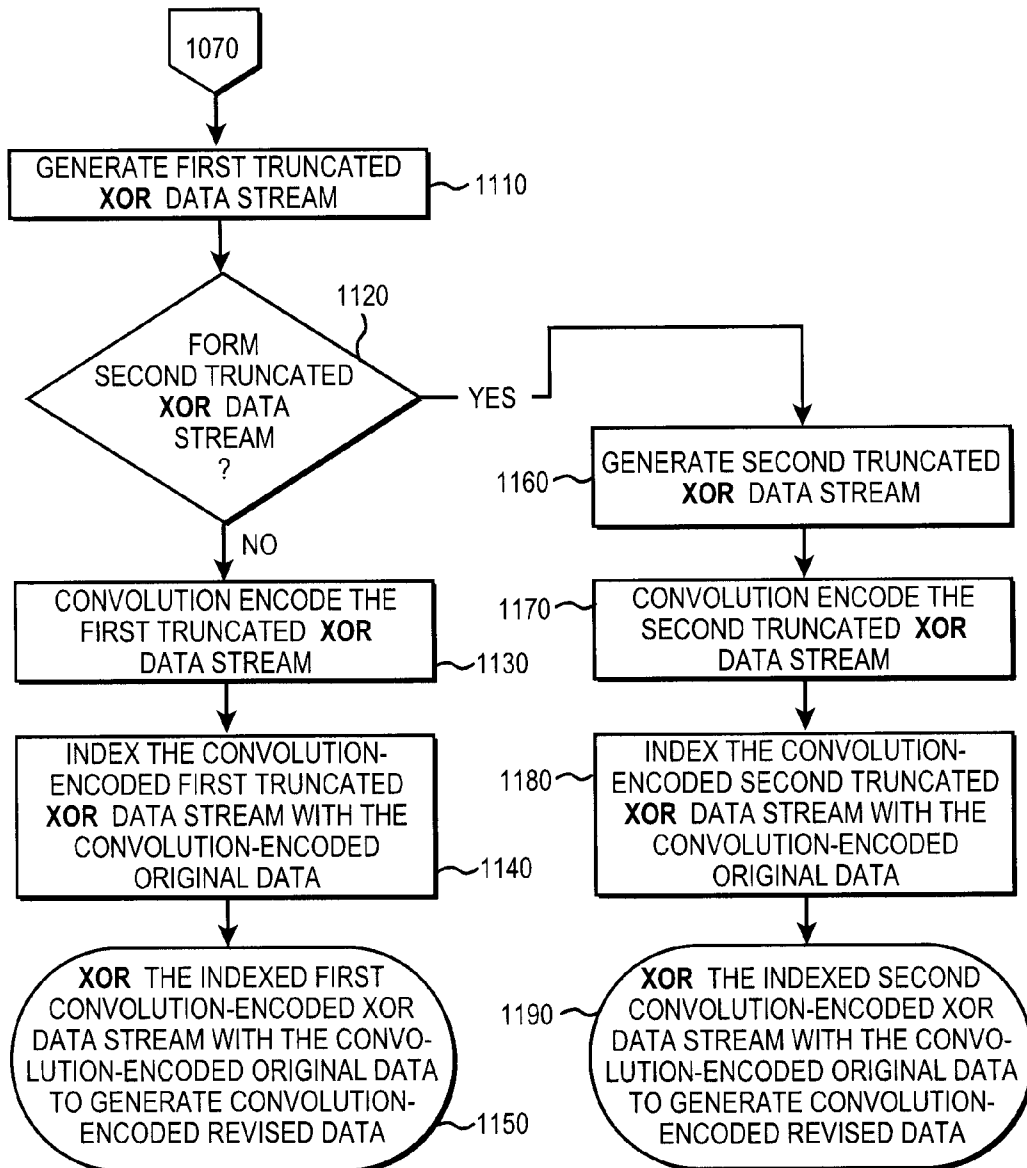 1070
GENERATE FIRST TRUNCATED
XOR DATA STREAM
1110
1120
FORM
SECOND TRUNCATED
XOR DATA
STREAM
?
YES
NO
CONVOLUTION ENCODE THE
FIRST TRUNCATED XOR
DATA STREAM
1130
INDEX THE CONVOLUTION-
ENCODED FIRST TRUNCATED
XOR DATA STREAM WITH THE
CONVOLUTION-ENCODED
ORIGINAL DATA
1140
XOR THE INDEXED FIRST
CONVOLUTION-ENCODED XOR
DATA STREAM WITH THE CONVO-
LUTION-ENCODED ORIGINAL DATA
TO GENERATE CONVOLUTION-
ENCODED REVISED DATA
1150
GENERATE SECOND TRUNCATED
XOR DATA STREAM
1160
CONVOLUTION ENCODE THE
SECOND TRUNCATED XOR
DATA STREAM
1170
INDEX THE CONVOLUTION-
ENCODED SECOND TRUNCATED
XOR DATA STREAM WITH THE
CONVOLUTION-ENCODED
ORIGINAL DATA
1180
XOR THE INDEXED SECOND
CONVOLUTION-ENCODED XOR
DATA STREAM WITH THE CONVO-
LUTION-ENCODED ORIGINAL DATA
TO GENERATE CONVOLUTION-
ENCODED REVISED DATA
1190